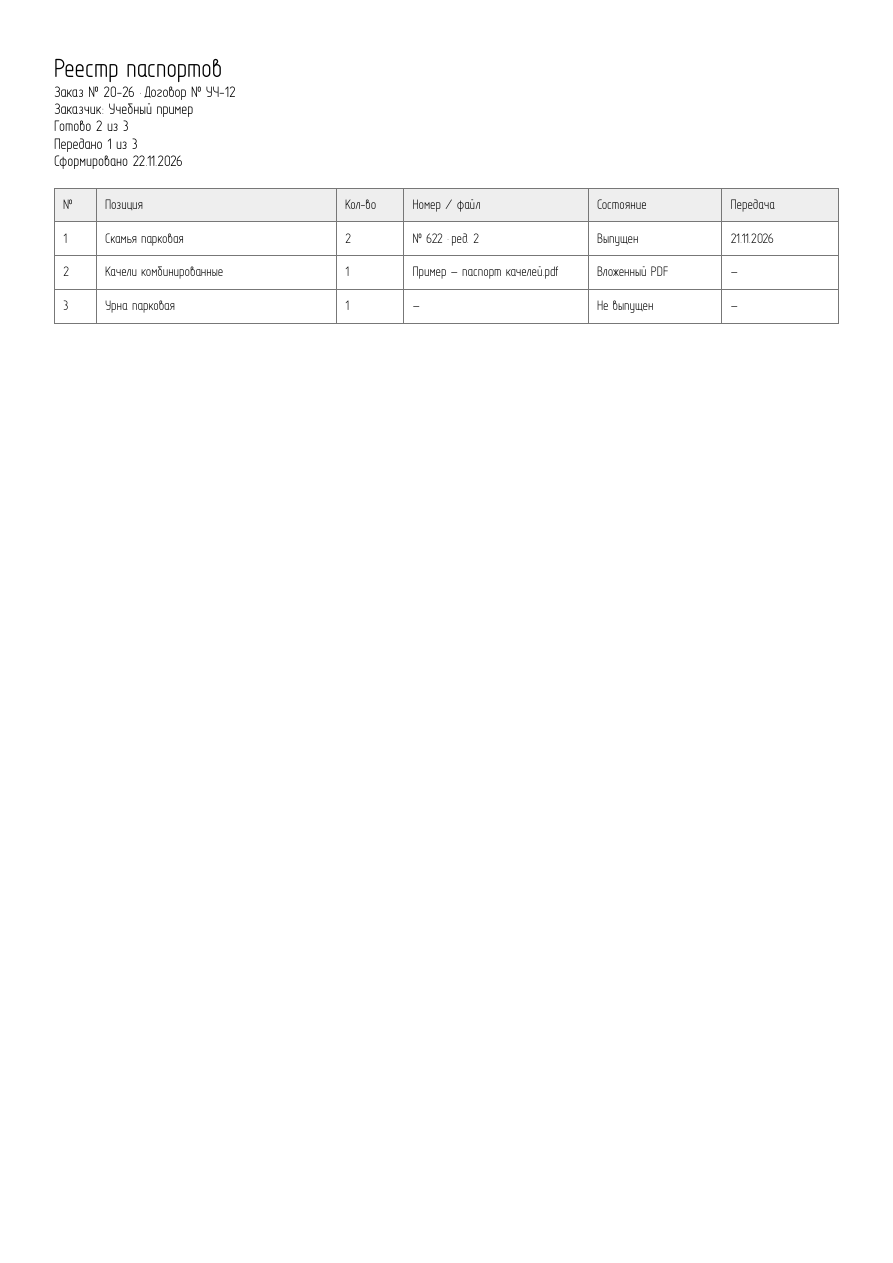 Реестр паспортов
Заказ № 20-26 · Договор № УЧ-12
Заказчик: Учебный пример
Готово 2 из 3
Передано 1 из 3
Сформировано 22.11.2026
№ Позиция Кол-во Номер / файл Состояние Передача
1 Скамья парковая 2 № 622 · ред. 2 Выпущен 21.11.2026
2 Качели комбинированные 1 Пример – паспорт качелей.pdf Вложенный PDF –
3 Урна парковая 1 – Не выпущен –